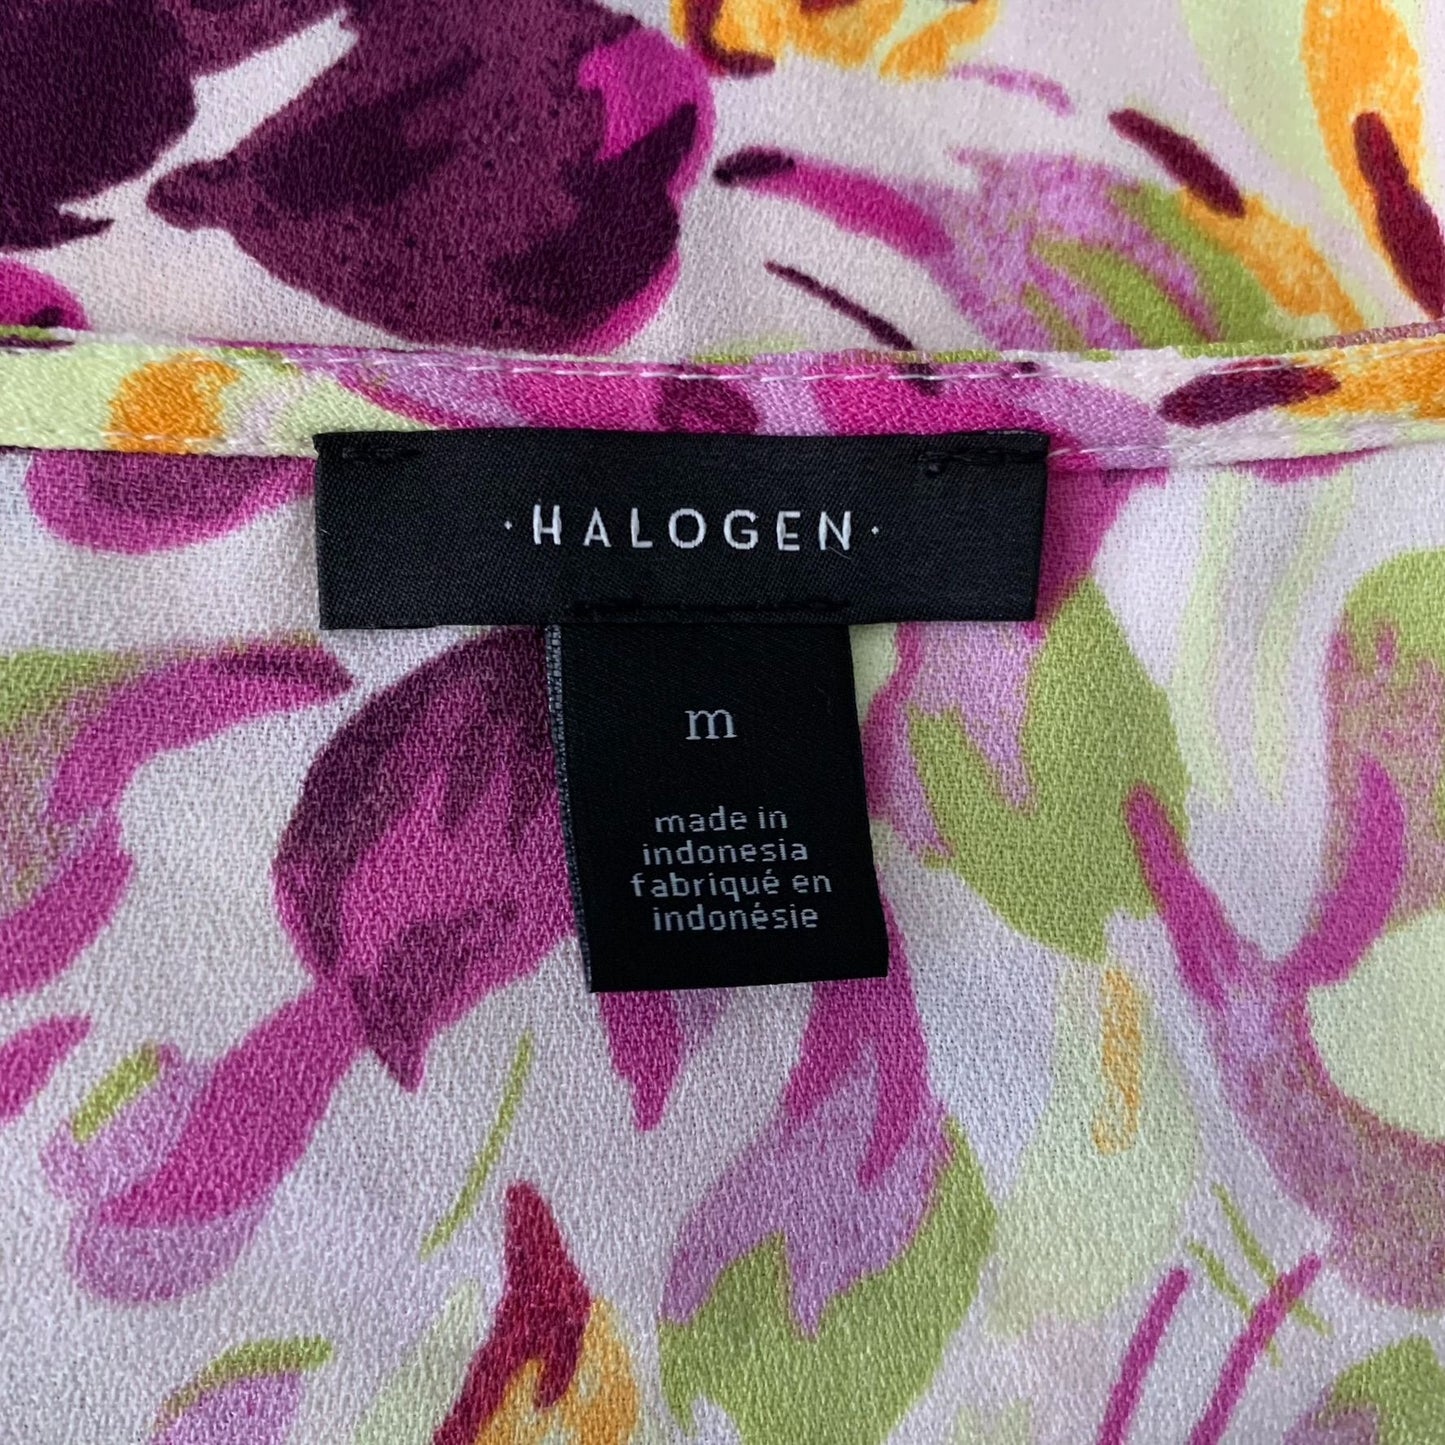 ·HALOGEN·
m
made in
indonesia
fabriqué en
indonésie